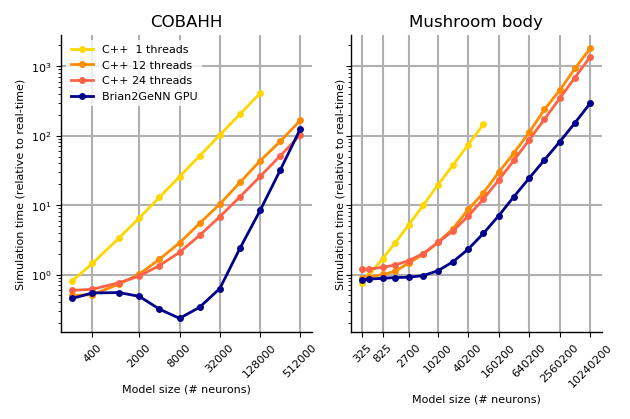 COBAHH
Mushroom body
C++  1 threads
C++ 12 threads
C++ 24 threads
Brian2GeNN GPU
Simulation time (relative to real-time)
10³
10²
10¹
10⁰
400
2000
8000
32000
128000
512000
Model size (# neurons)
Simulation time (relative to real-time)
325
825
2700
10200
40200
160200
640200
2560200
10240200
Model size (# neurons)